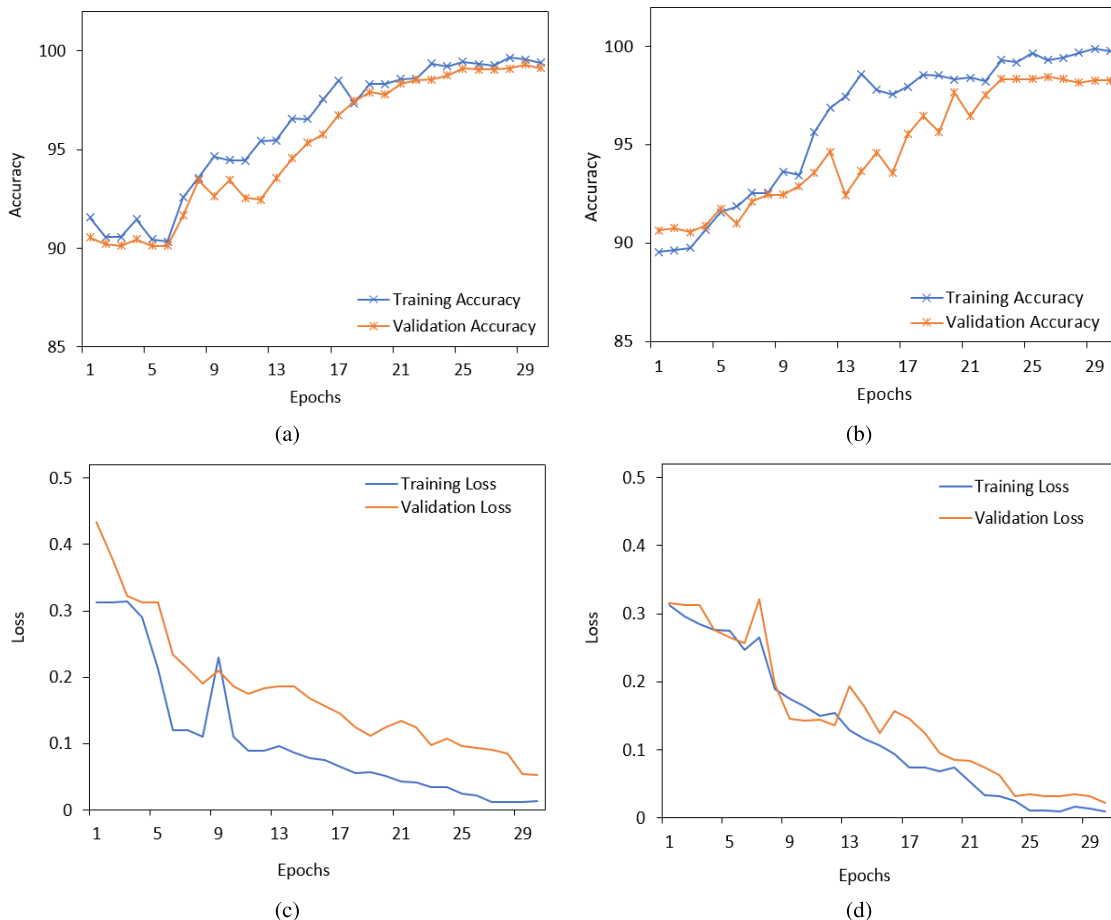 100
95
90
85
Accuracy
Training Accuracy
Validation Accuracy
1 5 9 13 17 21 25 29
Epochs
(a)
100
95
90
85
Accuracy
Training Accuracy
Validation Accuracy
1 5 9 13 17 21 25 29
Epochs
(b)
0.5
0.4
0.3
0.2
0.1
0
Loss
Training Loss
Validation Loss
1 5 9 13 17 21 25 29
Epochs
(c)
0.5
0.4
0.3
0.2
0.1
0
Loss
Training Loss
Validation Loss
1 5 9 13 17 21 25 29
Epochs
(d)